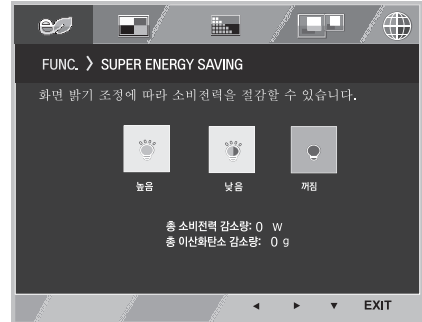 FUNC. > SUPER ENERGY SAVING
화면 밝기 조정에 따라 소비전력을 절감할 수 있습니다.
높음 낮음 꺼짐
총 소비전력 감소량: 0 W
총 이산화탄소 감소량: 0 g
EXIT